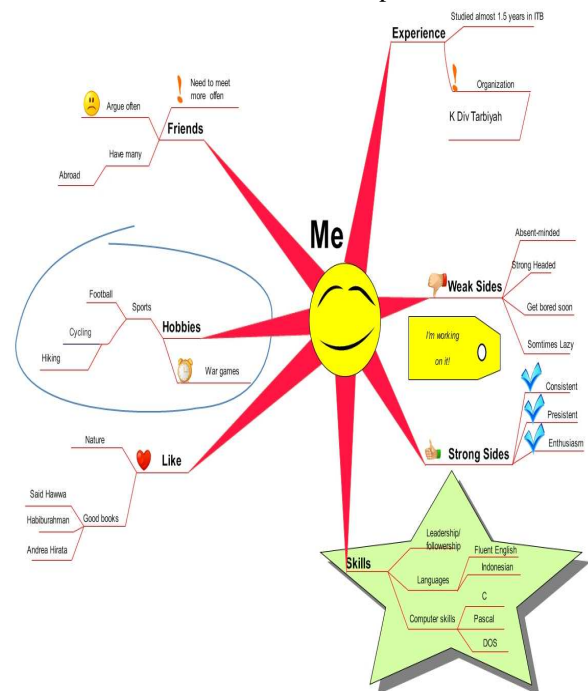 Me
Experience
Studied almost 1.5 years in ITB
Organization
K Div Tarbiyah
Weak Sides
Absent-minded
Strong Headed
Get bored soon
Somtimes Lazy
I'm working
on it!
Strong Sides
Consistent
Presistent
Enthusiasm
Skills
Leadership/
followership
Languages
Fluent English
Indonesian
Computer skills
C
Pascal
DOS
Like
Nature
Good books
Said Hawwa
Habiburahman
Andrea Hirata
Hobbies
Sports
Football
Cycling
Hiking
War games
Friends
Need to meet
more offen
Argue often
Have many
Abroad